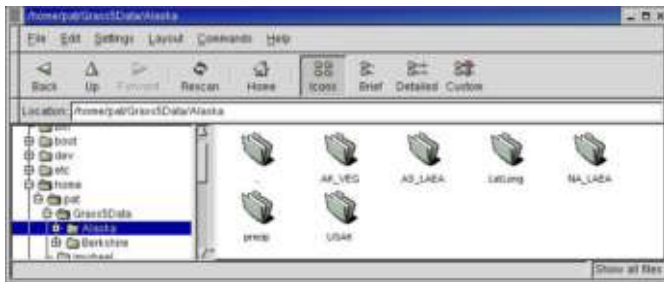 /home/pat/Grass5Data/Alaska
File Edit Settings Layout Commands Help
Back Up Forward Rescan Home Icons Brief Detailed Custom
Location: /home/pat/Grass5Data/Alaska
boot
dev
etc
home
pat
Grass5Data
Alaska
Berkshire
..
AK_VEG
AS_LAEA
LatLong
NA_LAEA
precip
USAK
Show all files